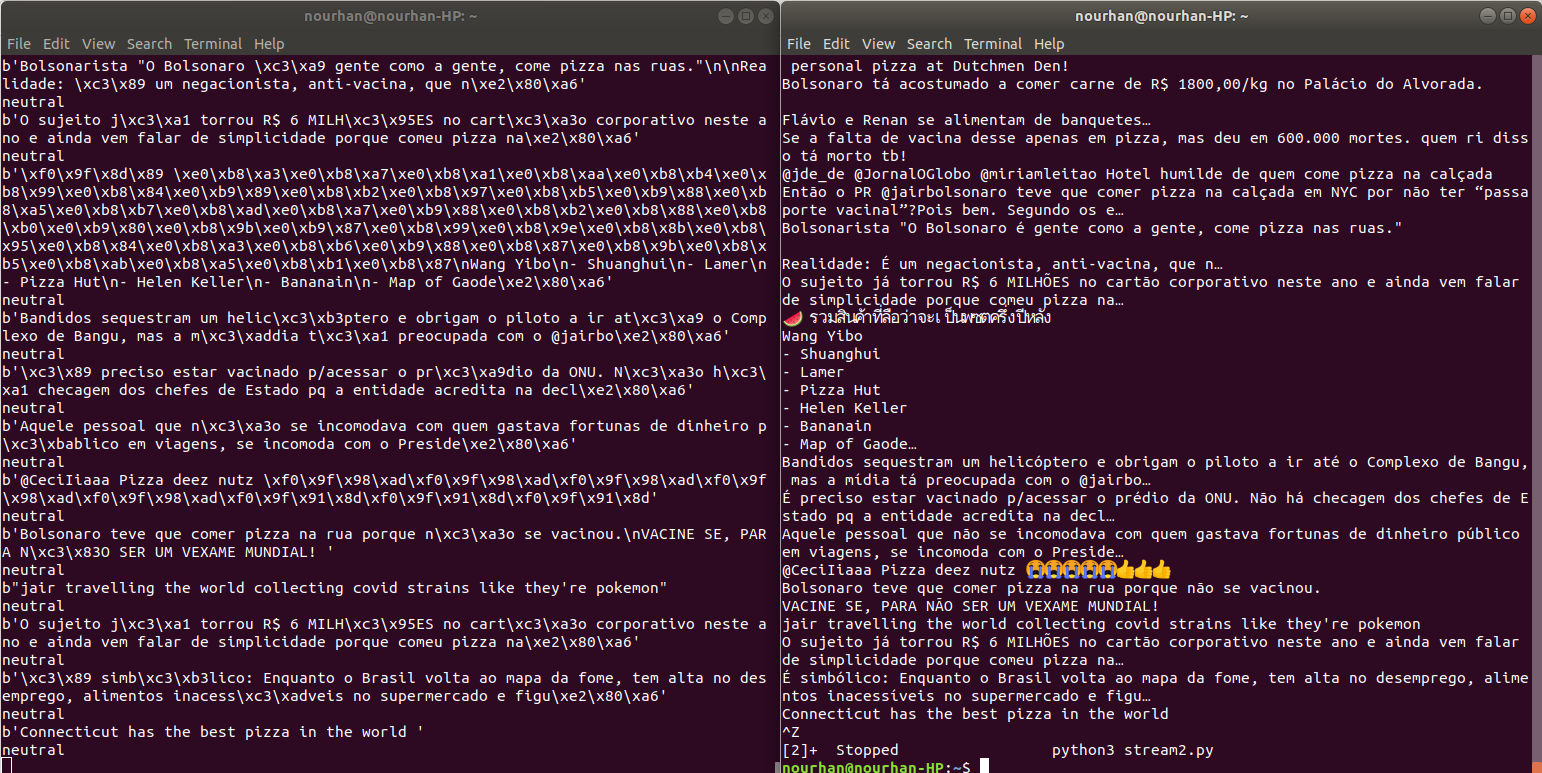 nourhan@nourhan-HP: ~
File Edit View Search Terminal Help
b'Bolsonarista "O Bolsonaro \xc3\xa9 gente como a gente, come pizza nas ruas."\n\nRea
lidade: \xc3\x89 um negacionista, anti-vacina, que n\xe2\x80\xa6'
neutral
b'O sujeito j\xc3\xa1 torrou R$ 6 MILH\xc3\x95ES no cart\xc3\xa3o corporativo neste a
no e ainda vem falar de simplicidade porque comeu pizza na\xe2\x80\xa6'
neutral
b'\xf0\x9f\x8d\x89 \xe0\xb8\xa3\xe0\xb8\xa7\xe0\xb8\xa1\xe0\xb8\xaa\xe0\xb8\xb4\xe0\x
b8\x99\xe0\xb8\x84\xe0\xb9\x89\xe0\xb8\xb2\xe0\xb8\x97\xe0\xb8\xb5\xe0\xb9\x88\xe0\xb
8\xa5\xe0\xb8\xb7\xe0\xb8\xad\xe0\xb8\xa7\xe0\xb9\x88\xe0\xb8\xb2\xe0\xb8\x88\xe0\xb8
\xb0\xe0\xb9\x80\xe0\xb8\x9b\xe0\xb9\x87\xe0\xb8\x99\xe0\xb8\x9e\xe0\xb8\x8b\xe0\xb8\
x95\xe0\xb8\x84\xe0\xb8\xa3\xe0\xb8\xb6\xe0\xb9\x88\xe0\xb8\x87\xe0\xb8\x9b\xe0\xb8\x
b5\xe0\xb8\xab\xe0\xb8\xa5\xe0\xb8\xb1\xe0\xb8\x87\nWang Yibo\n- Shuanghui\n- Lamer\n
- Pizza Hut\n- Helen Keller\n- Bananain\n- Map of Gaode\xe2\x80\xa6'
neutral
b'Bandidos sequestram um helic\xc3\xb3ptero e obrigam o piloto a ir at\xc3\xa9 o Comp
lexo de Bangu, mas a m\xc3\xaddia t\xc3\xa1 preocupada com o @jairbo\xe2\x80\xa6'
neutral
b'\xc3\x89 preciso estar vacinado p/acessar o pr\xc3\xa9dio da ONU. N\xc3\xa3o h\xc3\
xa1 checagem dos chefes de Estado pq a entidade acredita na decl\xe2\x80\xa6'
neutral
b'Aquele pessoal que n\xc3\xa3o se incomodava com quem gastava fortunas de dinheiro p
\xc3\xbablico em viagens, se incomoda com o Preside\xe2\x80\xa6'
neutral
b'@CeciIiaaa Pizza deez nutz \xf0\x9f\x98\xad\xf0\x9f\x98\xad\xf0\x9f\x98\xad\xf0\x9f
\x98\xad\xf0\x9f\x98\xad\xf0\x9f\x91\x8d\xf0\x9f\x91\x8d\xf0\x9f\x91\x8d'
neutral
b'Bolsonaro teve que comer pizza na rua porque n\xc3\xa3o se vacinou.\nVACINE SE, PAR
A N\xc3\x83O SER UM VEXAME MUNDIAL! '
neutral
b"jair travelling the world collecting covid strains like they're pokemon"
neutral
b'O sujeito j\xc3\xa1 torrou R$ 6 MILH\xc3\x95ES no cart\xc3\xa3o corporativo neste a
no e ainda vem falar de simplicidade porque comeu pizza na\xe2\x80\xa6'
neutral
b'\xc3\x89 simb\xc3\xb3lico: Enquanto o Brasil volta ao mapa da fome, tem alta no des
emprego, alimentos inacess\xc3\xadveis no supermercado e figu\xe2\x80\xa6'
neutral
b'Connecticut has the best pizza in the world '
neutral
nourhan@nourhan-HP: ~
File Edit View Search Terminal Help
personal pizza at Dutchmen Den!
Bolsonaro tá acostumado a comer carne de R$ 1800,00/kg no Palácio do Alvorada.
Flávio e Renan se alimentam de banquetes…
Se a falta de vacina desse apenas em pizza, mas deu em 600.000 mortes. quem ri diss
o tá morto tb!
@jde_de @JornalOGlobo @miriamleitao Hotel humilde de quem come pizza na calçada
Então o PR @jairbolsonaro teve que comer pizza na calçada em NYC por não ter “passa
porte vacinal”?Pois bem. Segundo os e…
Bolsonarista "O Bolsonaro é gente como a gente, come pizza nas ruas."
Realidade: É um negacionista, anti-vacina, que n…
O sujeito já torrou R$ 6 MILHÕES no cartão corporativo neste ano e ainda vem falar
de simplicidade porque comeu pizza na…
🍉 รวมสินค้าที่ลือว่าจะเป็นพซตครึ่งปีหลัง
Wang Yibo
- Shuanghui
- Lamer
- Pizza Hut
- Helen Keller
- Bananain
- Map of Gaode…
Bandidos sequestram um helicóptero e obrigam o piloto a ir até o Complexo de Bangu,
mas a mídia tá preocupada com o @jairbo…
É preciso estar vacinado p/acessar o prédio da ONU. Não há checagem dos chefes de E
stado pq a entidade acredita na decl…
Aquele pessoal que não se incomodava com quem gastava fortunas de dinheiro público
em viagens, se incomoda com o Preside…
@CeciIiaaa Pizza deez nutz 😭😭😭😭😭👍👍👍
Bolsonaro teve que comer pizza na rua porque não se vacinou.
VACINE SE, PARA NÃO SER UM VEXAME MUNDIAL!
jair travelling the world collecting covid strains like they're pokemon
O sujeito já torrou R$ 6 MILHÕES no cartão corporativo neste ano e ainda vem falar
de simplicidade porque comeu pizza na…
É simbólico: Enquanto o Brasil volta ao mapa da fome, tem alta no desemprego, alime
ntos inacessíveis no supermercado e figu…
Connecticut has the best pizza in the world
^Z
[2]+  Stopped                 python3 stream2.py
nourhan@nourhan-HP:~$